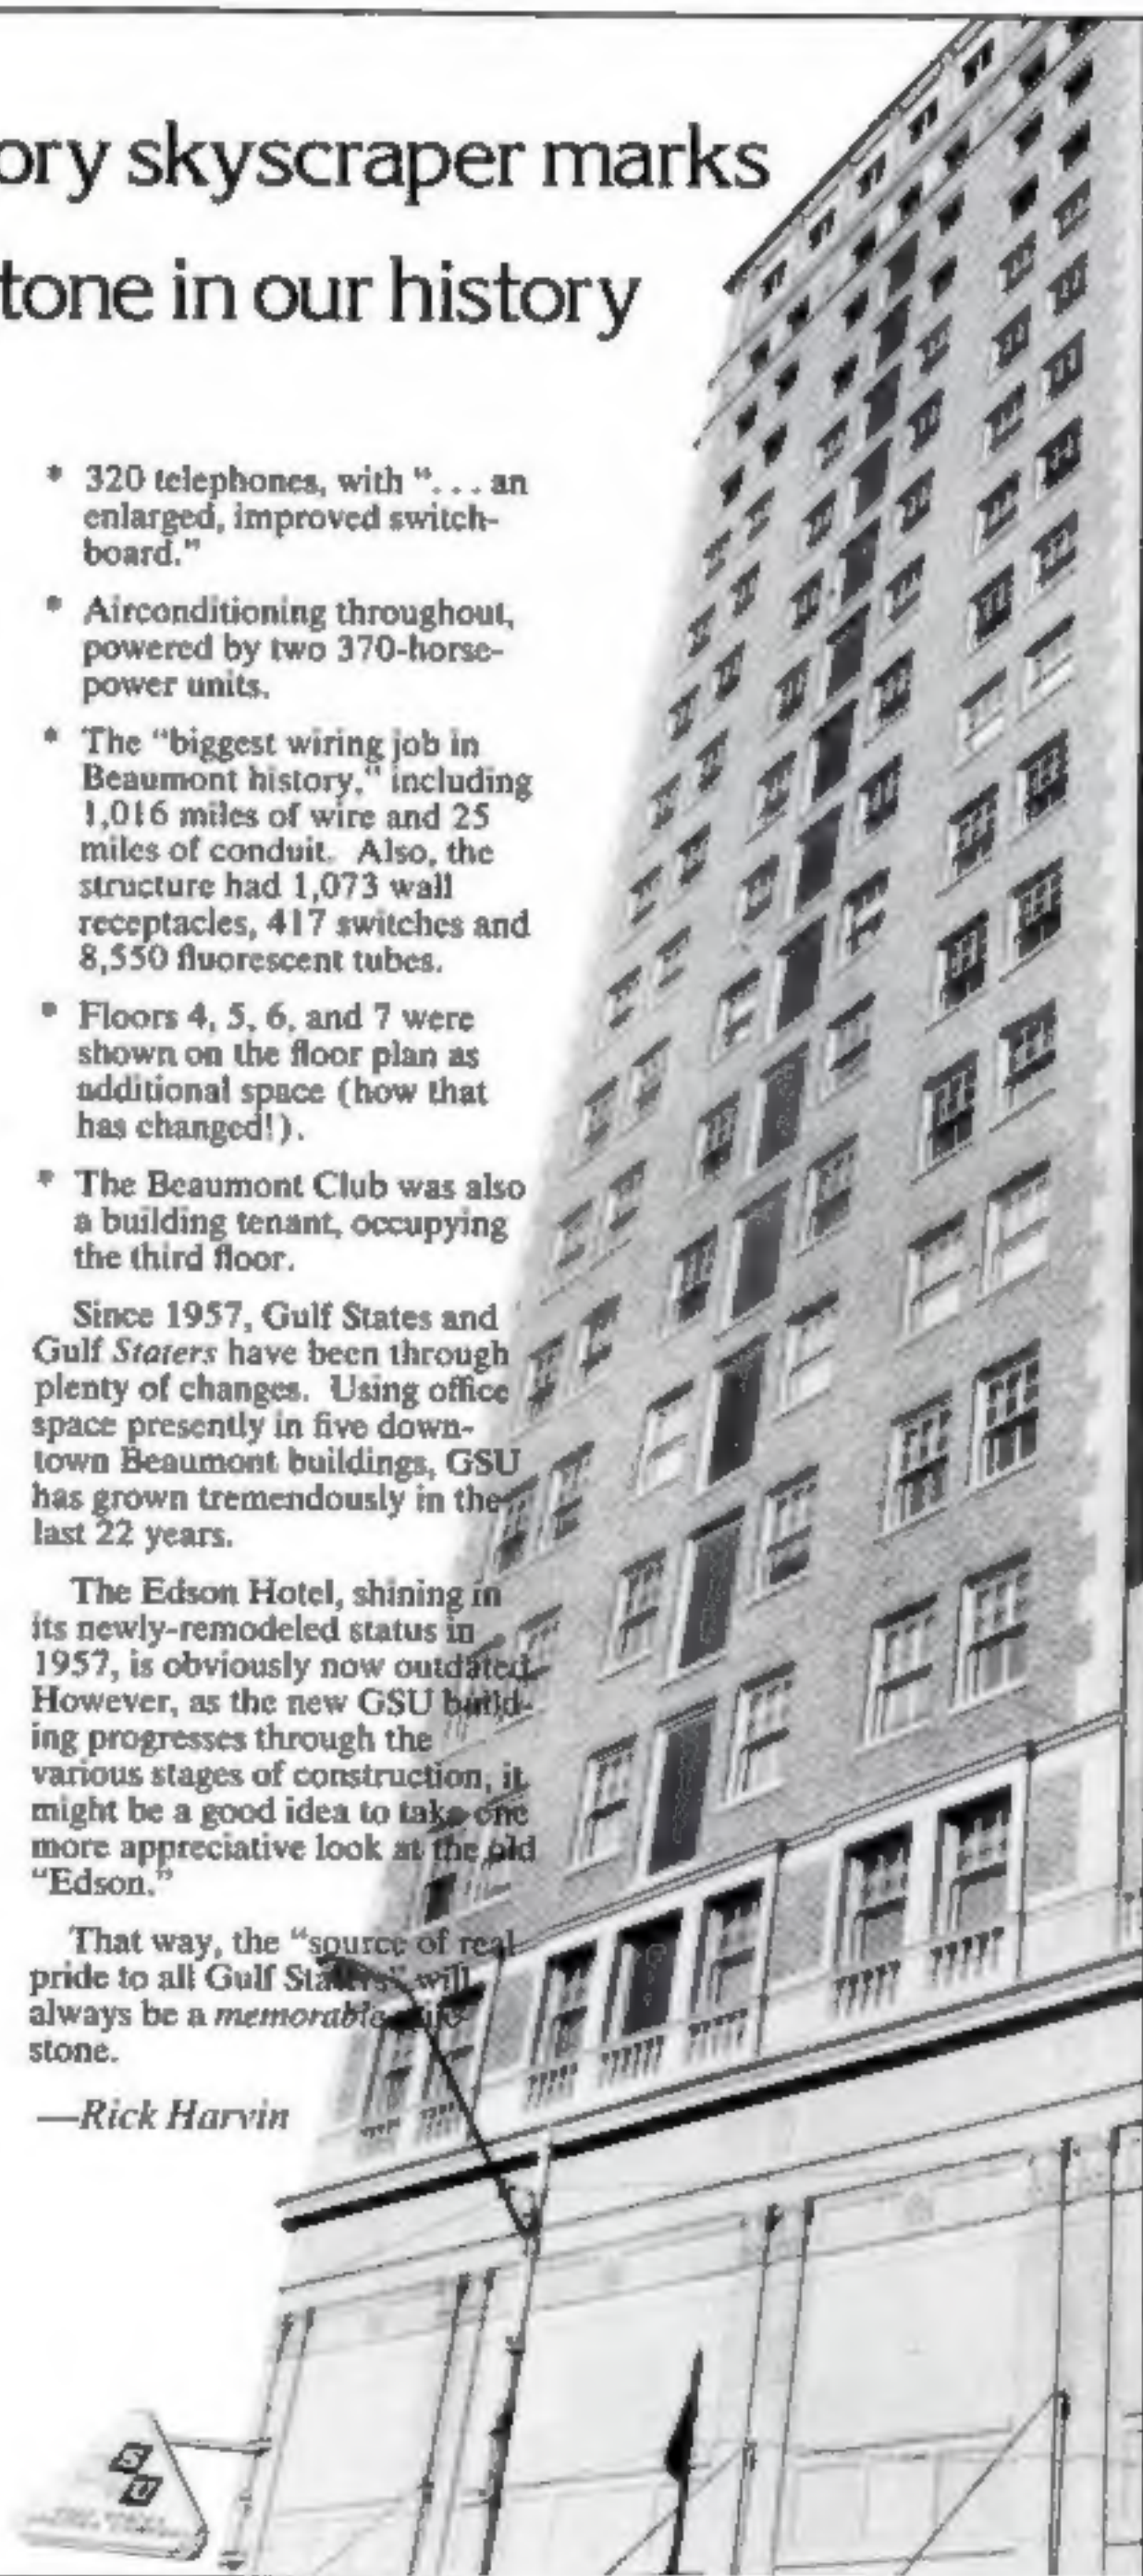 ory skyscraper marks
tone in our history
• 320 telephones, with “. . . an
enlarged, improved switch-
board.”
• Airconditioning throughout,
powered by two 370-horse-
power units.
• The “biggest wiring job in
Beaumont history,“ including
1,016 miles of wire and 25
miles of conduit. Also, the
structure had 1,073 wall
receptacles, 417 switches and
8,550 fluorescent tubes.
• Floors 4, 5, 6, and 7 were
shown on the floor plan as
additional space (how that
has changed!).
• The Beaumont Club was also
a building tenant, occupying
the third floor.
Since 1957, Gulf States and
Gulf Staters have been through
plenty of changes. Using office
space presently in five down-
town Beaumont buildings, GSU
has grown tremendously in the
last 22 years.
The Edson Hotel, shining in
its newly-remodeled status in
1957, is obviously now outdated.
However, as the new GSU build-
ing progresses through the
various stages of construction, it
might be a good idea to take one
more appreciative look at the old
“Edson.”
That way, the “source of real
pride to all Gulf Staters” will
always be a memorable
stone.
—Rick Harvin
S
U